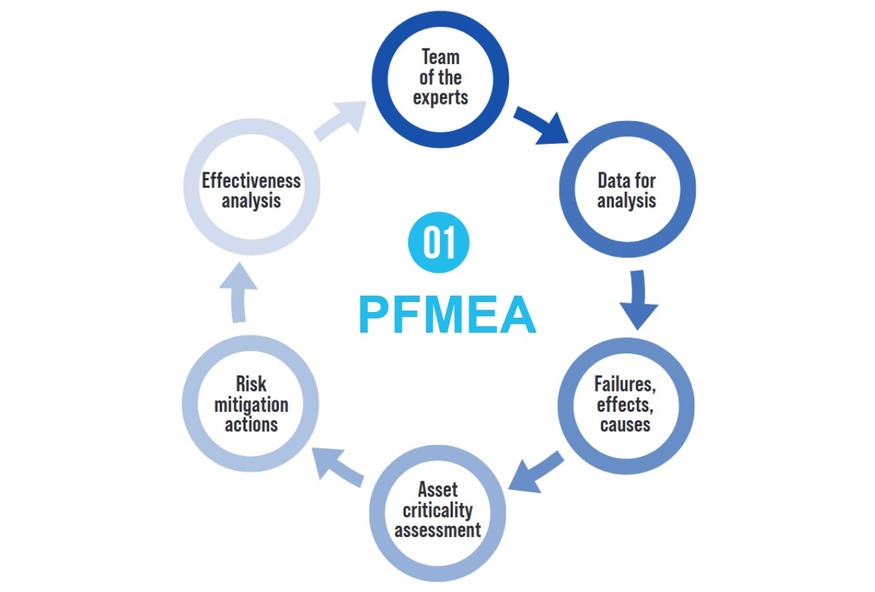 Team
of the
experts
Data for
analysis
Failures,
effects,
causes
Asset
criticality
assessment
Risk
mitigation
actions
Effectiveness
analysis
01
PFMEA